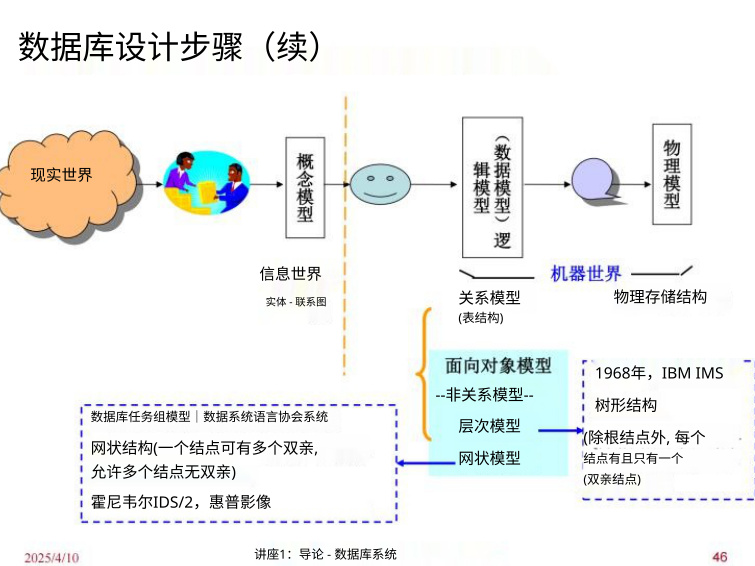 数据库设计步骤（续）
现实世界
概念模型
（数据模型）逻
辑模型
物理模型
信息世界
实体 - 联系图
机器世界
关系模型
(表结构)
物理存储结构
面向对象模型
--非关系模型--
层次模型
网状模型
1968年，IBM IMS
树形结构
(除根结点外, 每个
结点有且只有一个
(双亲结点)
数据库任务组模型｜数据系统语言协会系统
网状结构(一个结点可有多个双亲,
允许多个结点无双亲)
霍尼韦尔IDS/2，惠普影像
2025/4/10
讲座1：导论 - 数据库系统
46